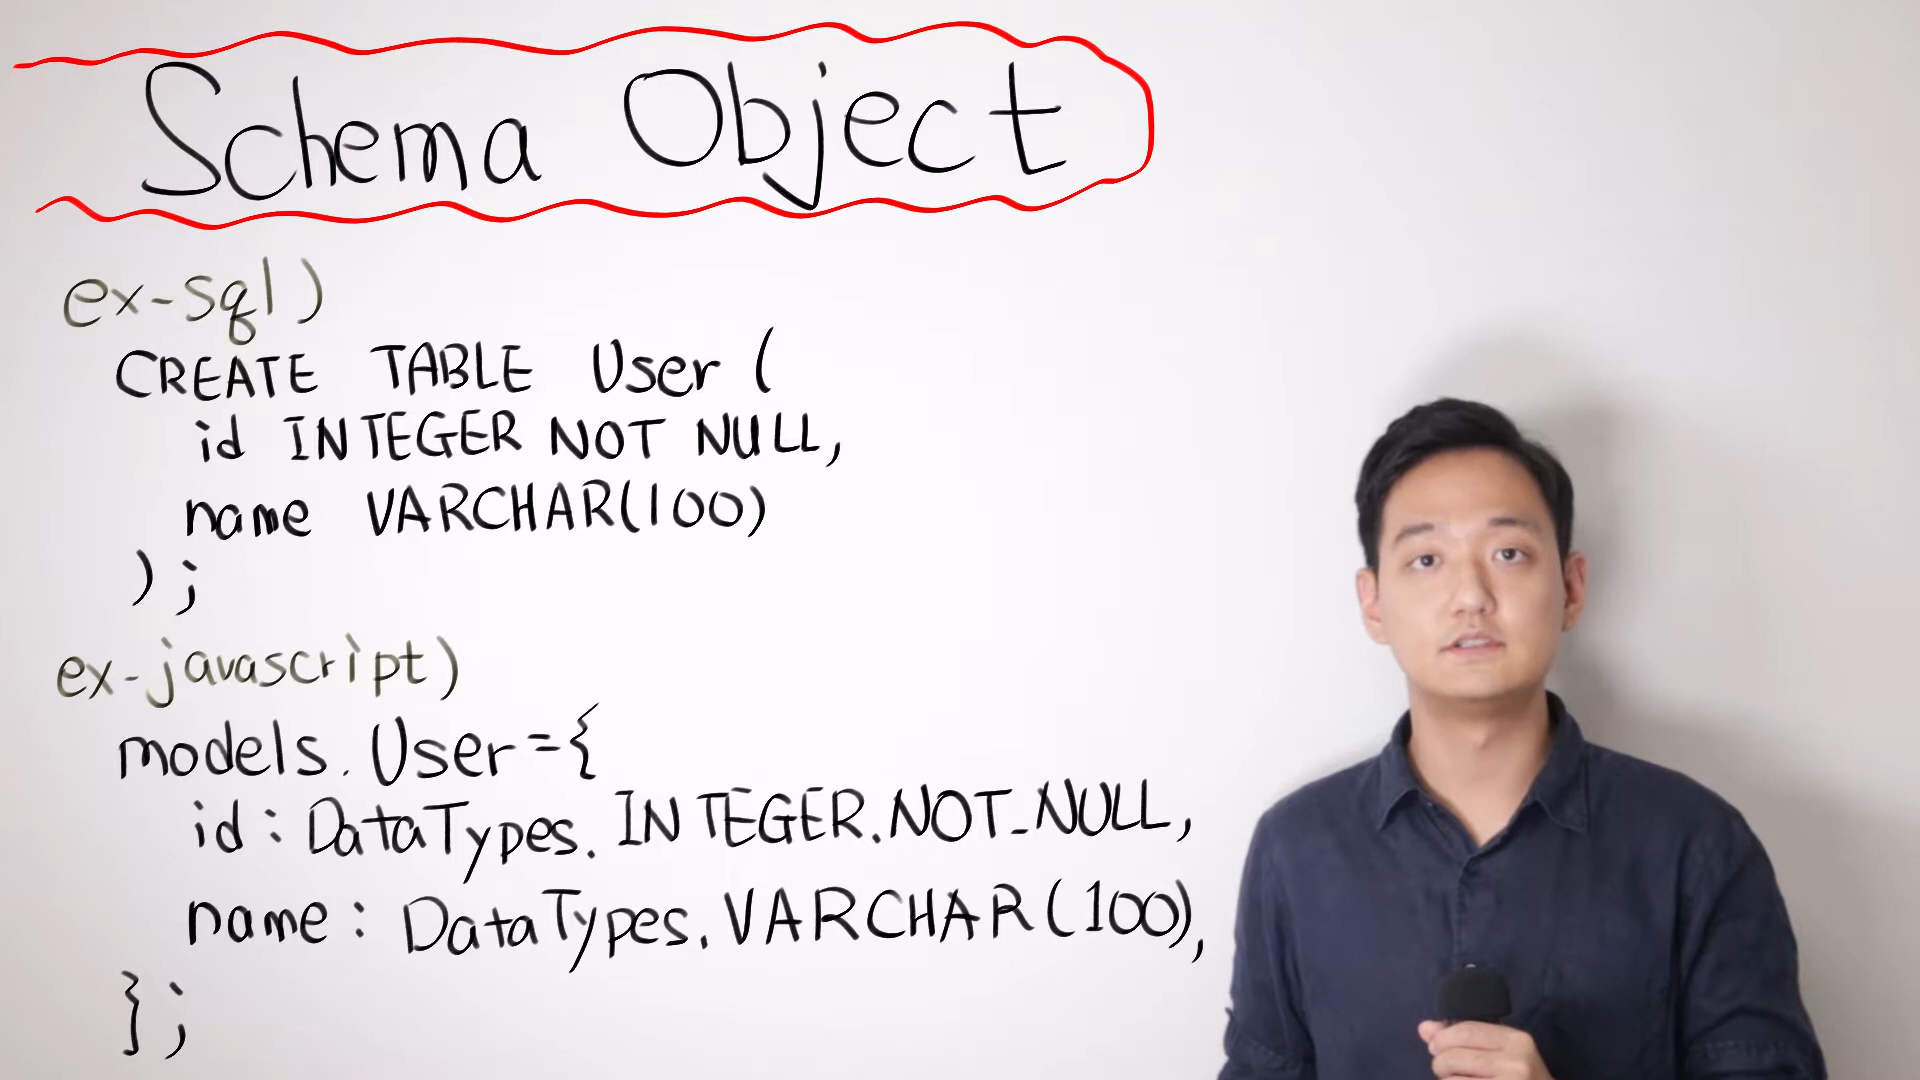 Schema Object
ex-sql)
CREATE TABLE User (
id INTEGER NOT NULL,
name VARCHAR(100)
);
ex-javascript)
models.User={
id: DataTypes.INTEGER.NOT_NULL,
name: DataTypes.VARCHAR(100),
};